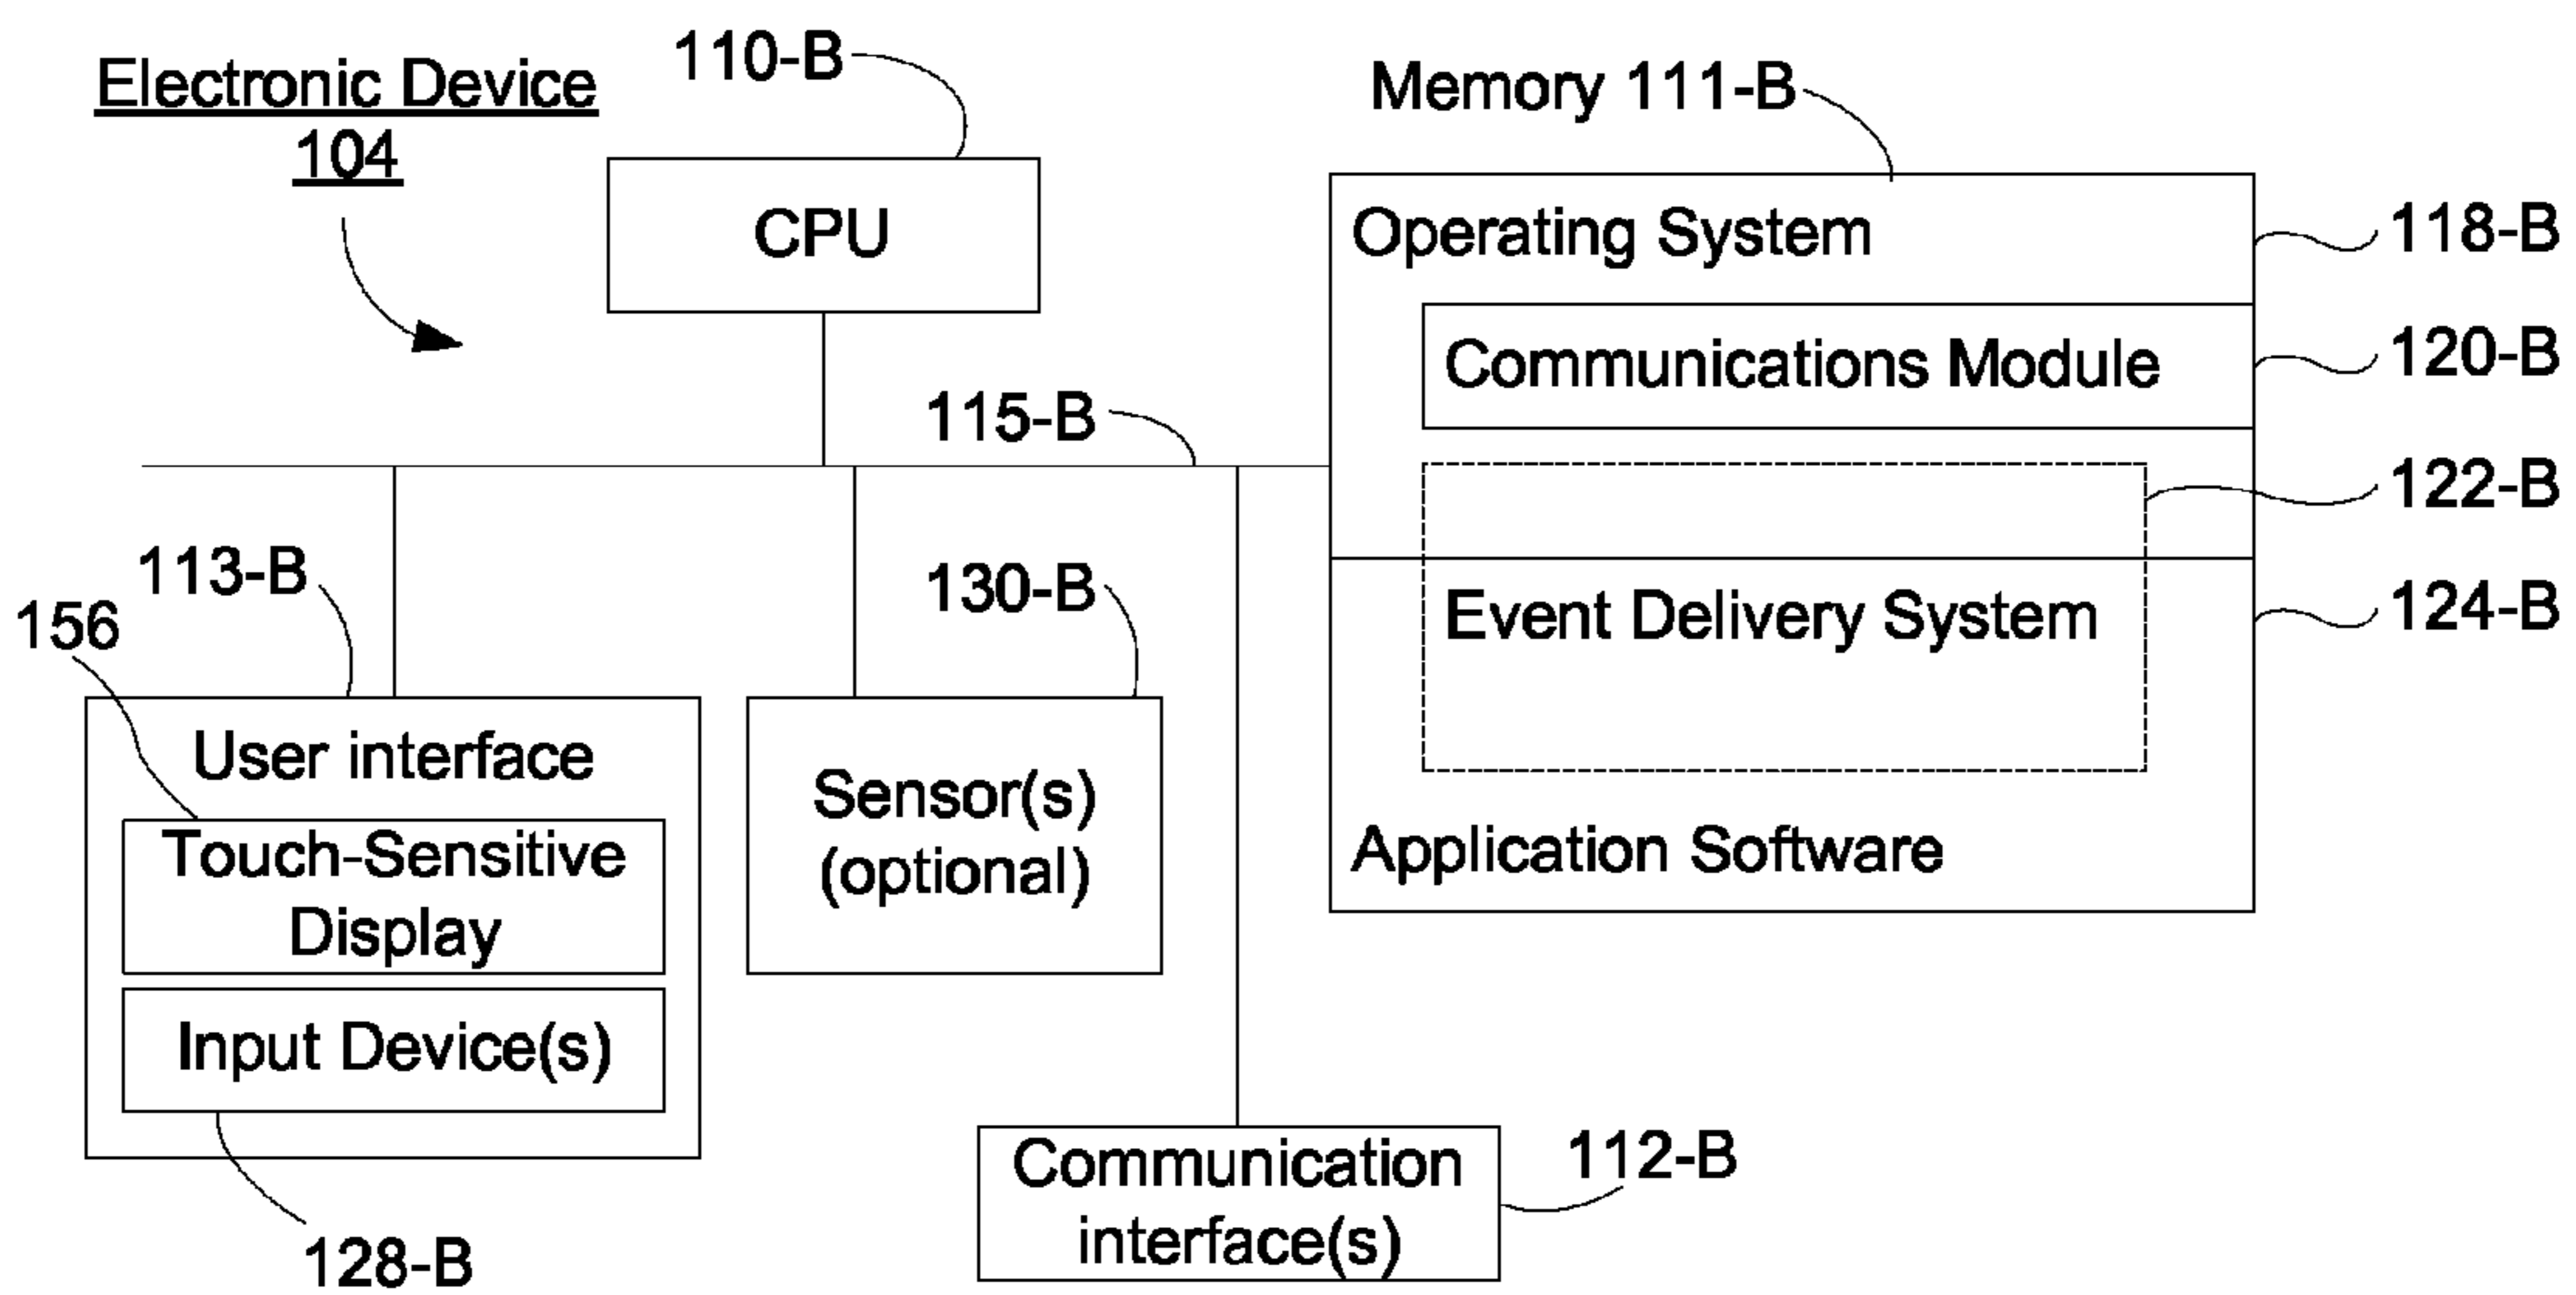 Electronic Device
104
110-B
CPU
Memory 111-B
Operating System
118-B
Communications Module
120-B
115-B
122-B
Event Delivery System
124-B
Application Software
113-B
156
User interface
Touch-Sensitive
Display
Input Device(s)
128-B
130-B
Sensor(s)
(optional)
Communication
interface(s)
112-B